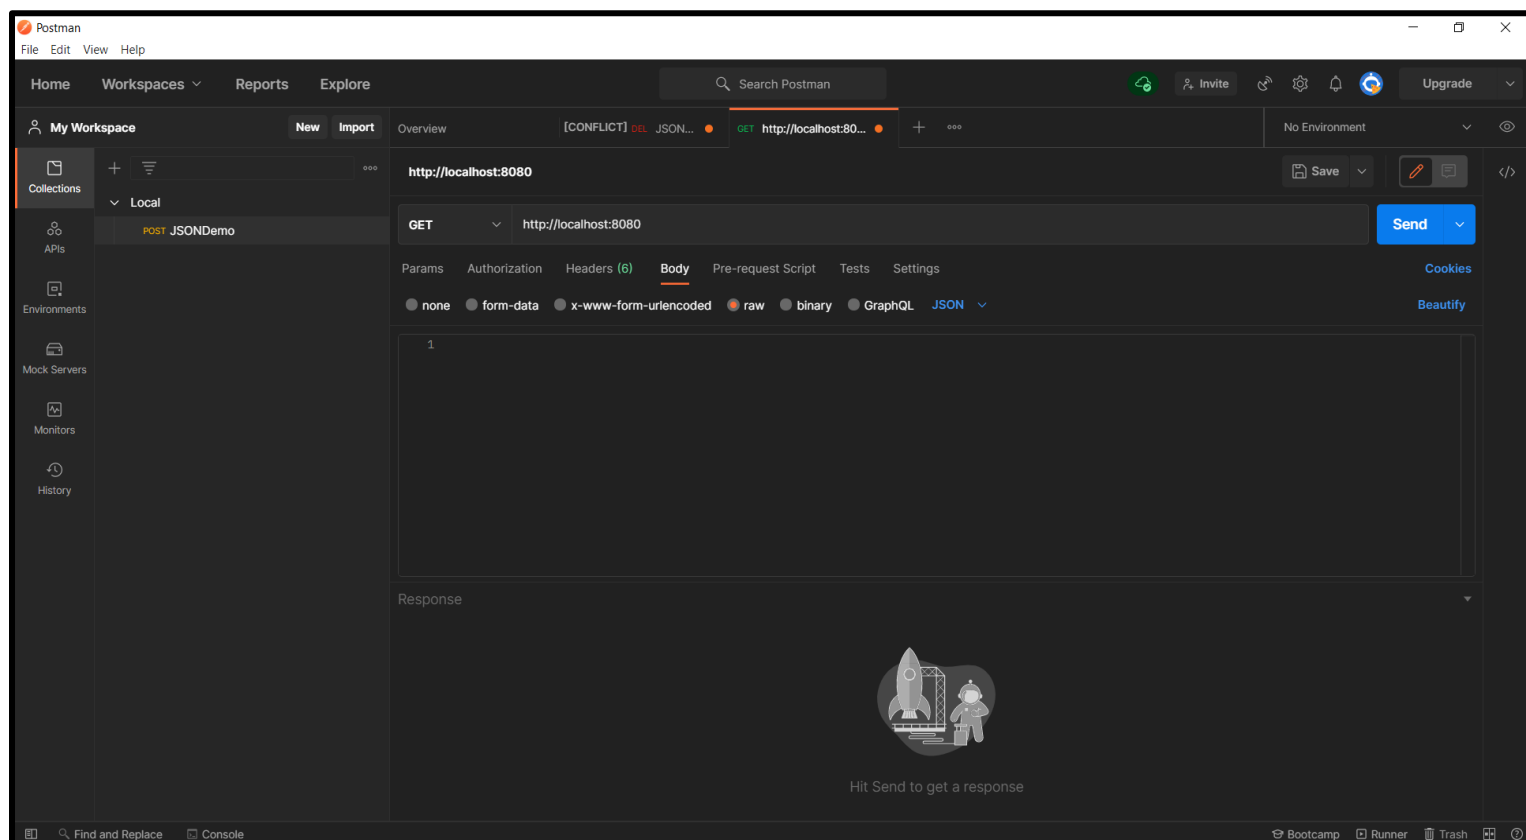 Postman
File Edit View Help
Home Workspaces Reports Explore Search Postman Invite Upgrade
My Workspace New Import Overview [CONFLICT] DEL JSON... GET http://localhost:80... No Environment
Collections
http://localhost:8080 Save
Local
GET http://localhost:8080 Send
POST JSONDemo
APIs
Params Authorization Headers (6) Body Pre-request Script Tests Settings Cookies
Environments
none form-data x-www-form-urlencoded raw binary GraphQL JSON Beautify
1
Mock Servers
Monitors
History
Response
Hit Send to get a response
Find and Replace Console Bootcamp Runner Trash